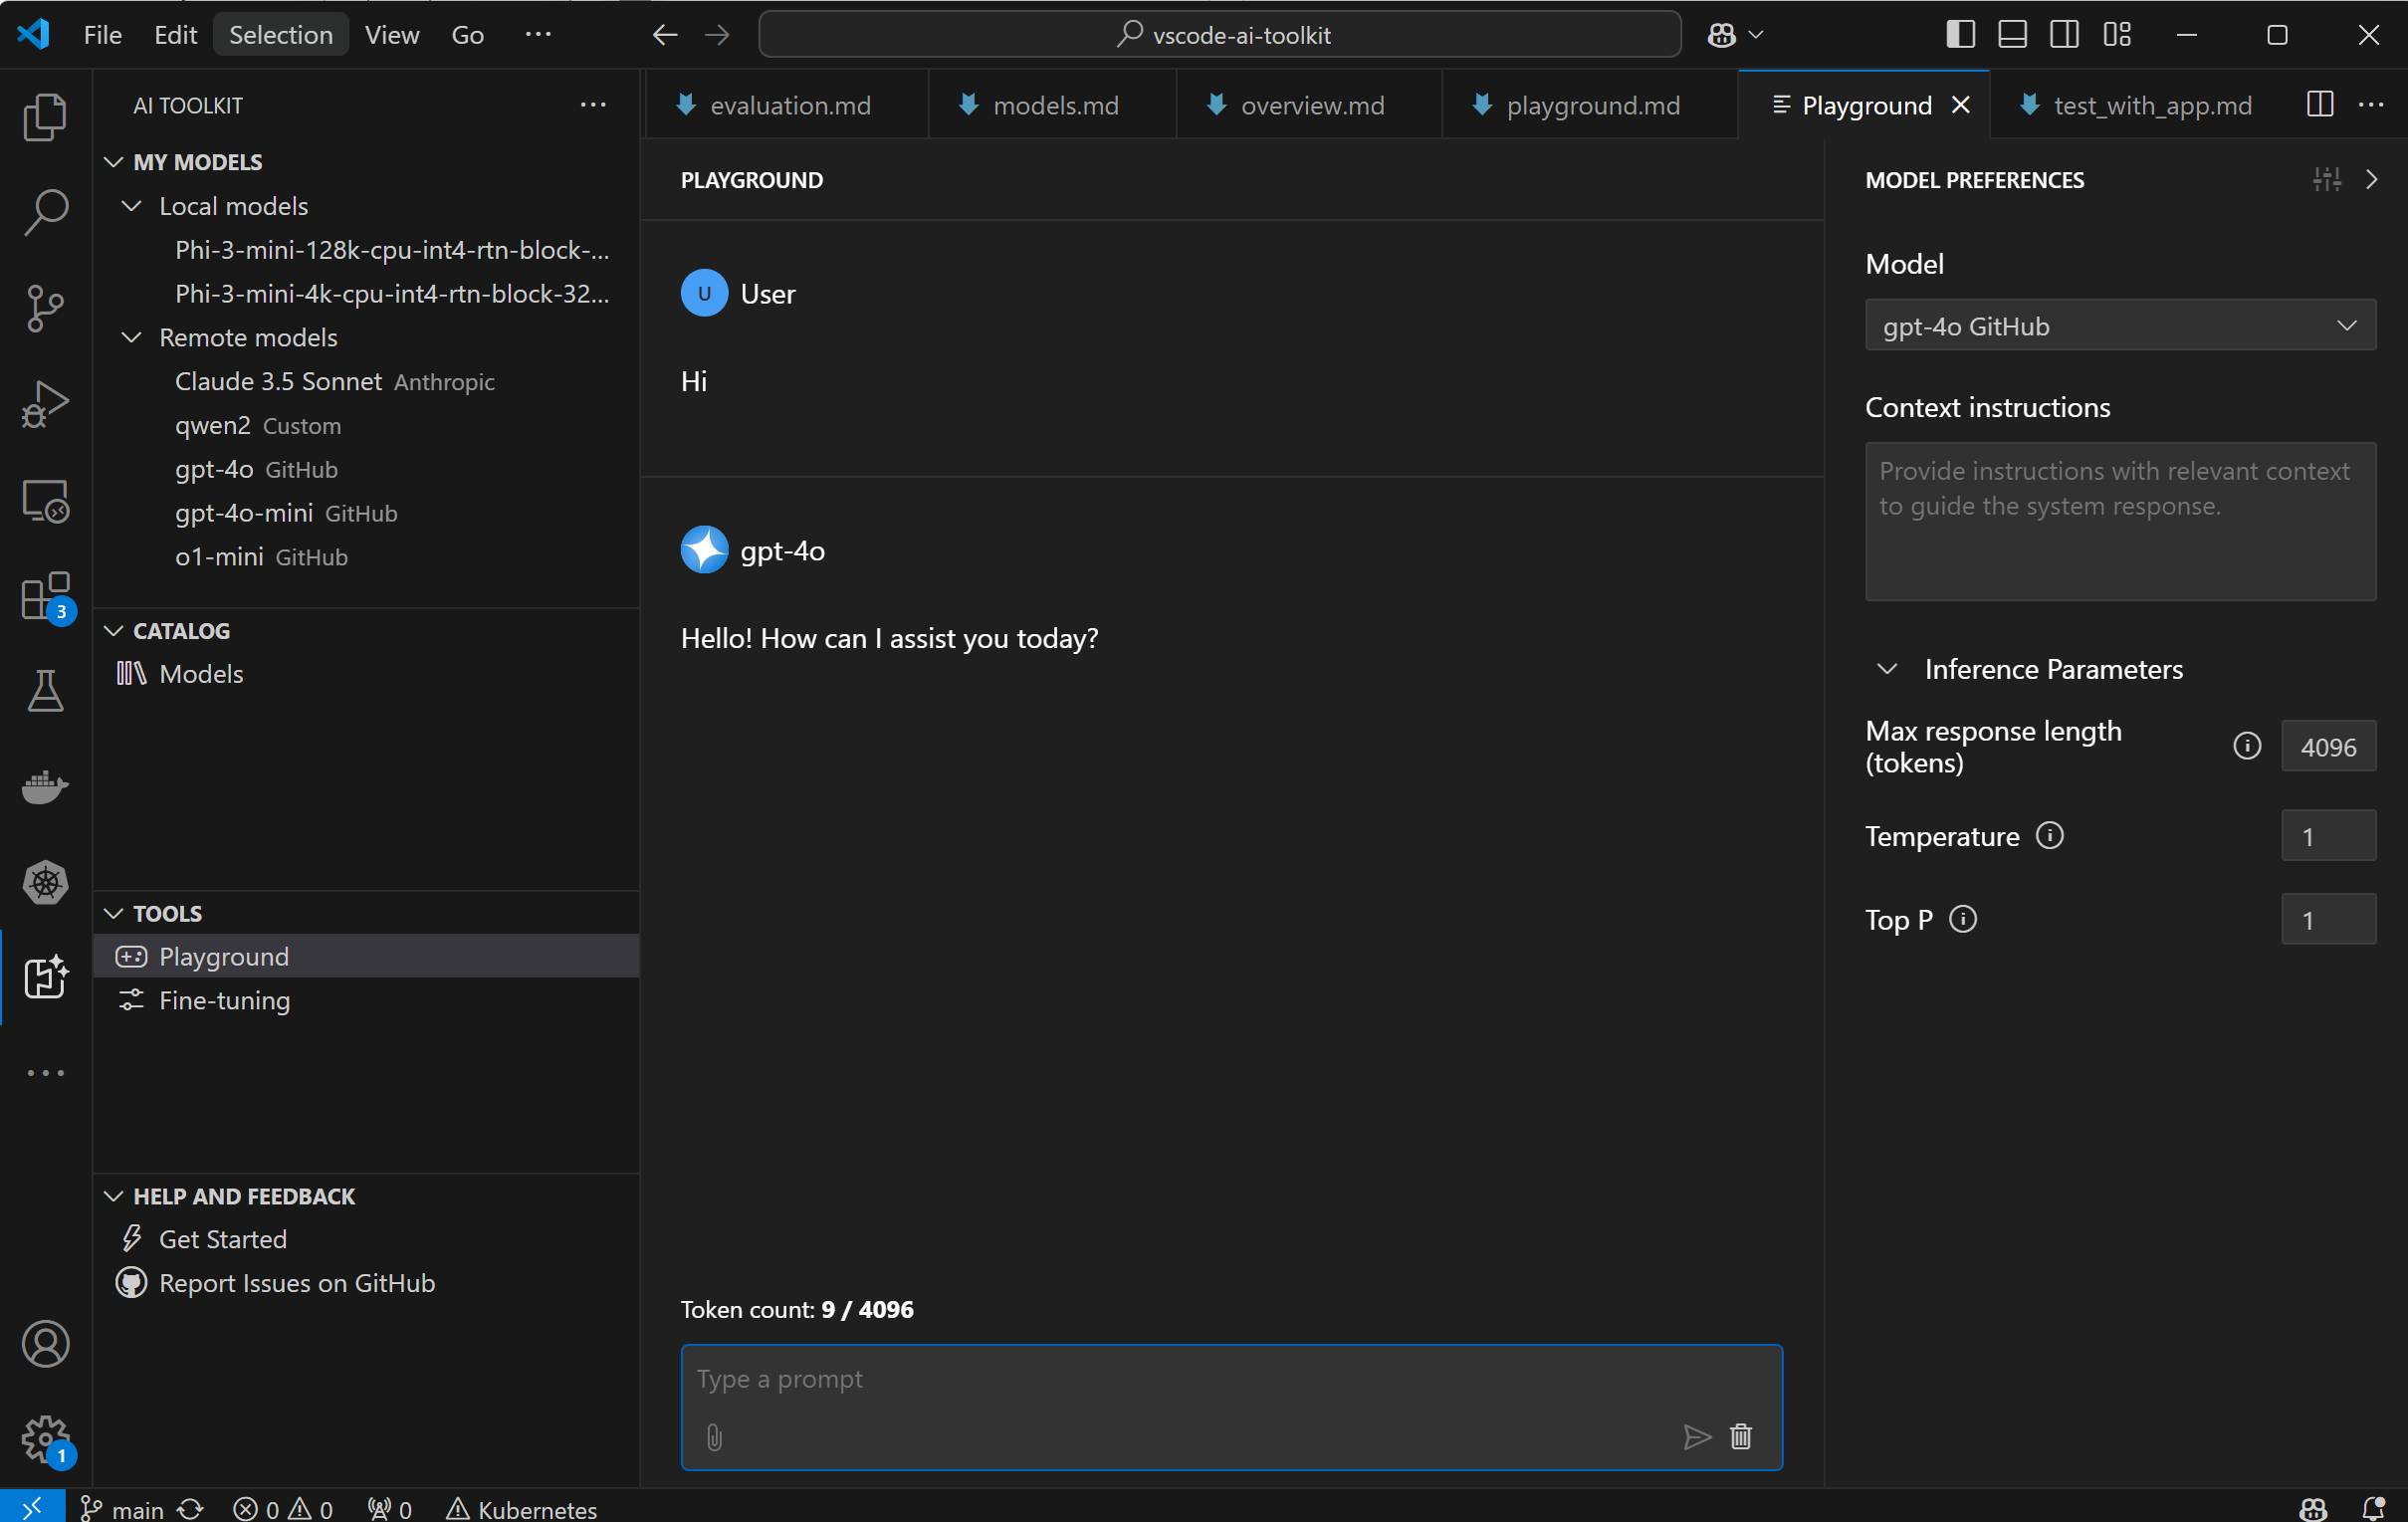 File Edit Selection View Go ...
vscode-ai-toolkit
AI TOOLKIT ...
MY MODELS
Local models
Phi-3-mini-128k-cpu-int4-rtn-block-...
Phi-3-mini-4k-cpu-int4-rtn-block-32...
Remote models
Claude 3.5 Sonnet Anthropic
qwen2 Custom
gpt-4o GitHub
gpt-4o-mini GitHub
o1-mini GitHub
CATALOG
Models
TOOLS
Playground
Fine-tuning
HELP AND FEEDBACK
Get Started
Report Issues on GitHub
3
1
evaluation.md
models.md
overview.md
playground.md
Playground
test_with_app.md
PLAYGROUND
U User
Hi
gpt-4o
Hello! How can I assist you today?
Token count: 9 / 4096
Type a prompt
MODEL PREFERENCES
Model
gpt-4o GitHub
Context instructions
Provide instructions with relevant context
to guide the system response.
Inference Parameters
Max response length
(tokens)
4096
Temperature
1
Top P
1
main 0 0 0 Kubernetes